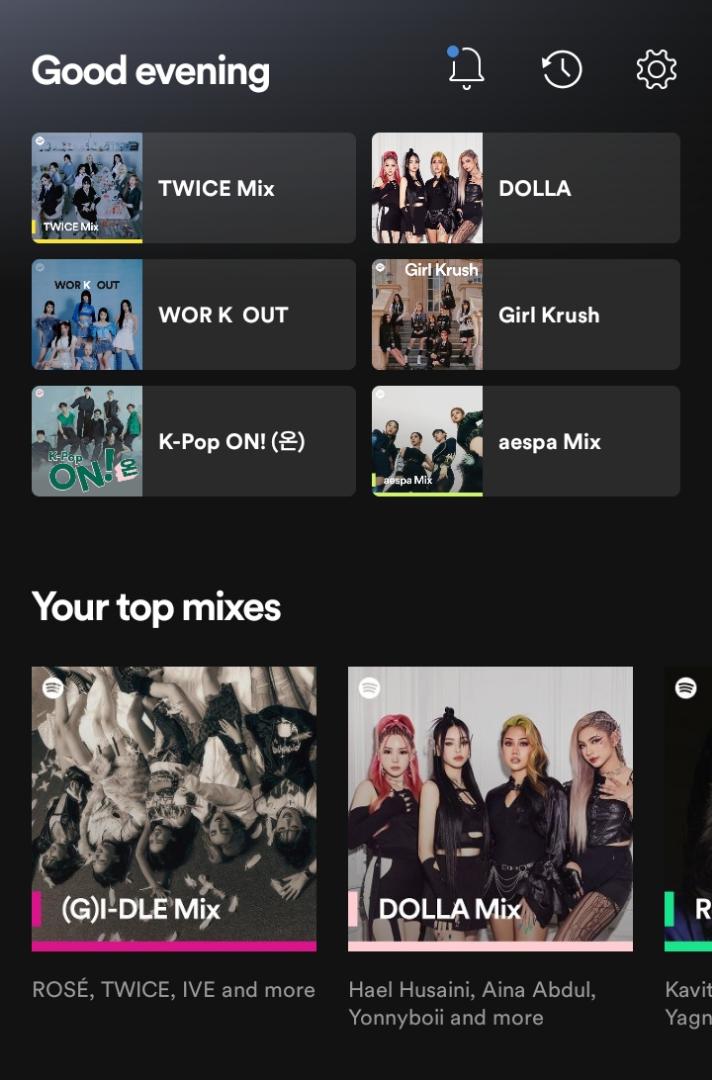 Good evening
TWICE Mix
TWICE Mix
DOLLA
WOR K OUT
WOR K OUT
Girl Krush
Girl Krush
K-Pop
ON! 온
K-Pop ON! (온)
aespa Mix
aespa Mix
Your top mixes
(G)I-DLE Mix
DOLLA Mix
R
ROSÉ, TWICE, IVE and more
Hael Husaini, Aina Abdul,
Yonnyboii and more
Kavit
Yagn